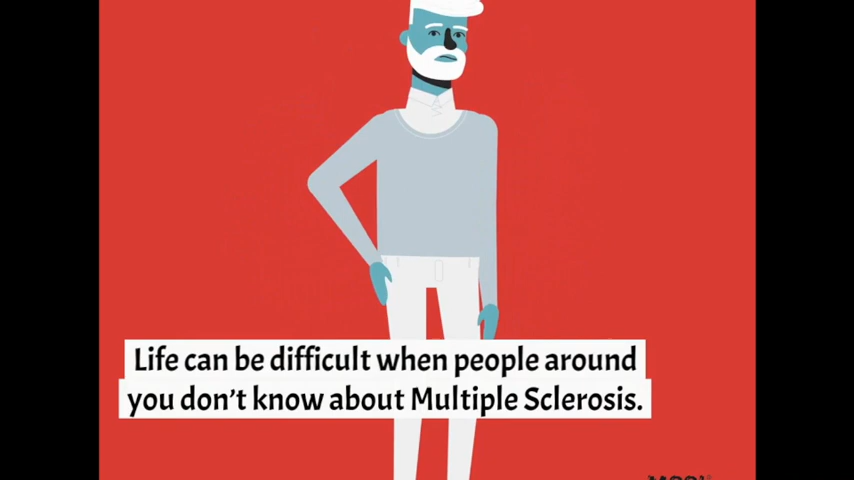 Life can be difficult when people around
you don't know about Multiple Sclerosis.